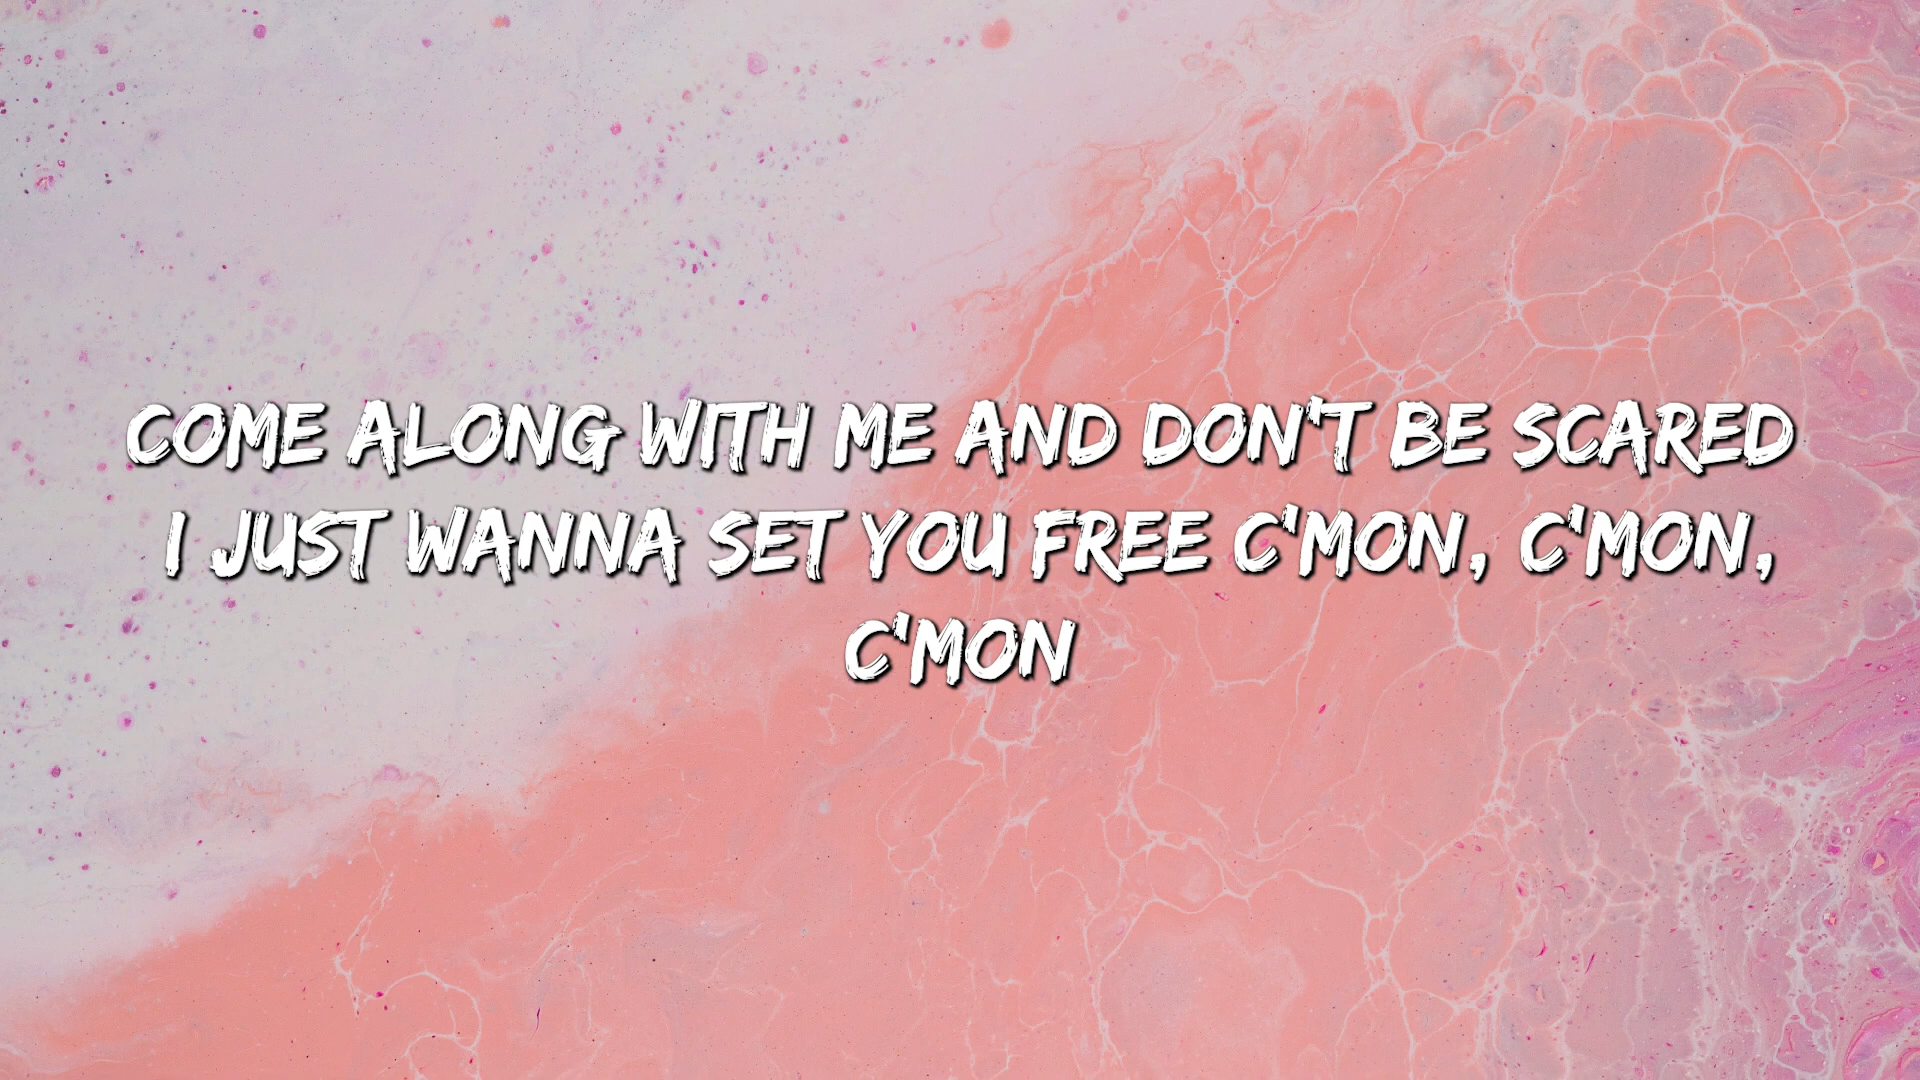 COME ALONG WITH ME AND DON'T BE SCARED
I JUST WANNA SET YOU FREE C'MON, C'MON,
C'MON